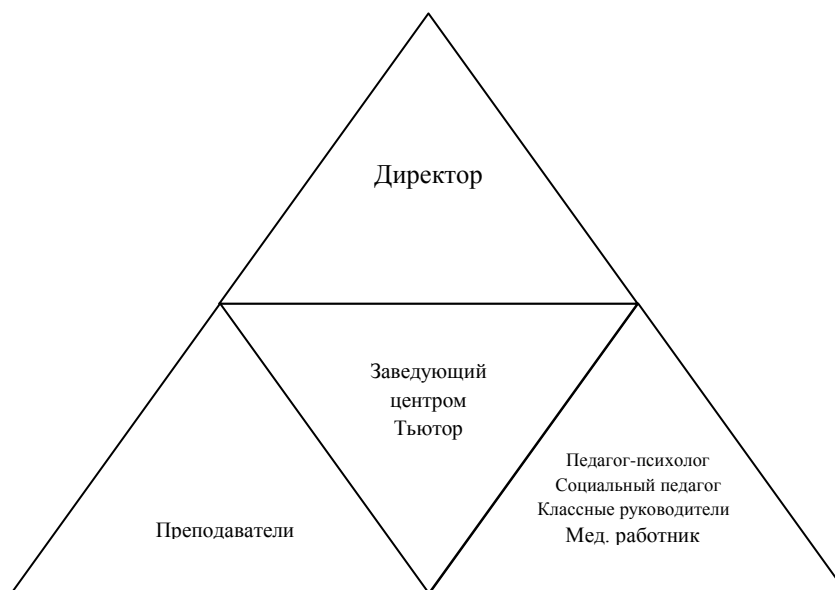 Директор
Заведующий
центром
Тьютор
Преподаватели
Педагог-психолог
Социальный педагог
Классные руководители
Мед. работник